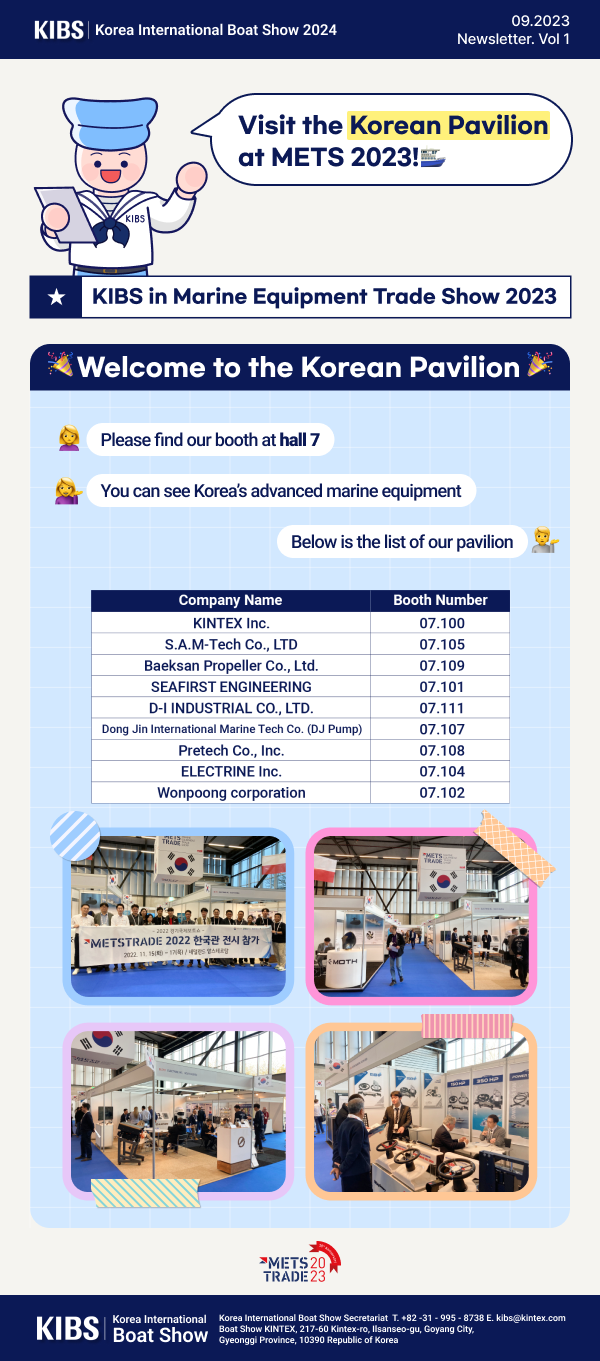 KIBS Korea International Boat Show 2024
09.2023
Newsletter. Vol 1
Visit the Korean Pavilion
at METS 2023!
KIBS
★ KIBS in Marine Equipment Trade Show 2023
Welcome to the Korean Pavilion
Please find our booth at hall 7
You can see Korea's advanced marine equipment
Below is the list of our pavilion
Company Name Booth Number
KINTEX Inc. 07.100
S.A.M-Tech Co., LTD 07.105
Baeksan Propeller Co., Ltd. 07.109
SEAFIRST ENGINEERING 07.101
D-I INDUSTRIAL CO., LTD. 07.111
Dong Jin International Marine Tech Co. (DJ Pump) 07.107
Pretech Co., Inc. 07.108
ELECTRINE Inc. 07.104
Wonpoong corporation 07.102
METS
TRADE
METSTRADE 2022 한국관 전시 참가
METS
TRADE
MOTH
150 HP
350 HP
METS 20
TRADE 23
KIBS Korea International
Boat Show
Korea International Boat Show Secretariat T. +82 -31 - 995 - 8738 E. kibs@kintex.com
Boat Show KINTEX, 217-60 Kintex-ro, Ilsanseo-gu, Goyang City,
Gyeonggi Province, 10390 Republic of Korea